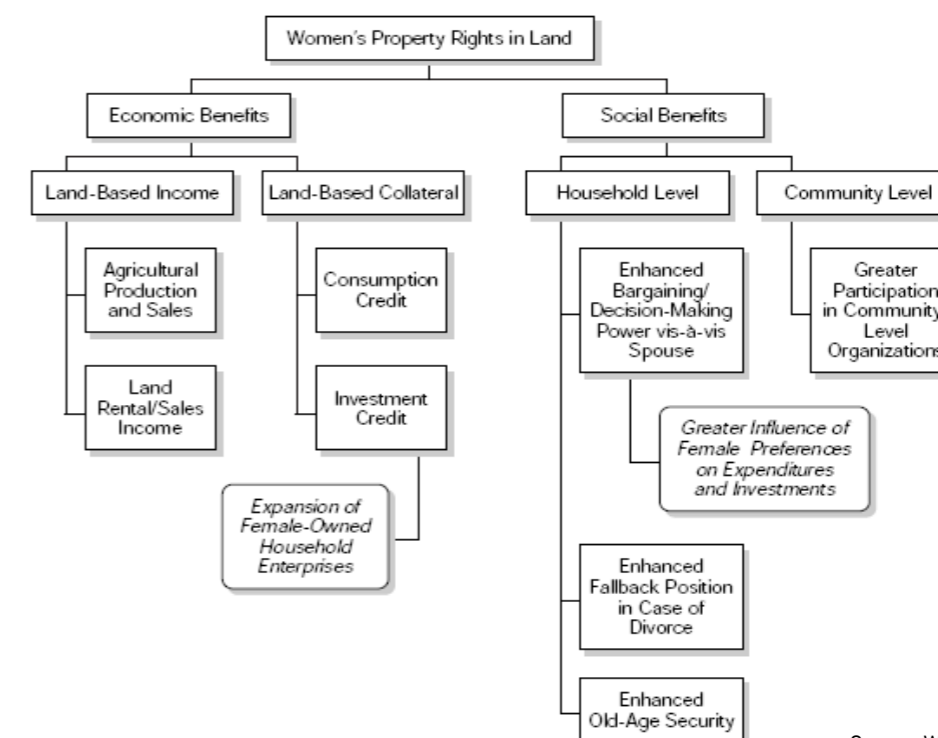 Women's Property Rights in Land
Economic Benefits
Social Benefits
Land-Based Income
Land-Based Collateral
Household Level
Community Level
Agricultural
Production
and Sales
Consumption
Credit
Enhanced
Bargaining/
Decision-Making
Power vis-à-vis
Spouse
Greater
Participation
in Community
Level
Organizations
Land
Rental/Sales
Income
Investment
Credit
Greater Influence of
Female Preferences
on Expenditures
and Investments
Expansion of
Female-Owned
Household
Enterprises
Enhanced
Fallback Position
in Case of
Divorce
Enhanced
Old-Age Security